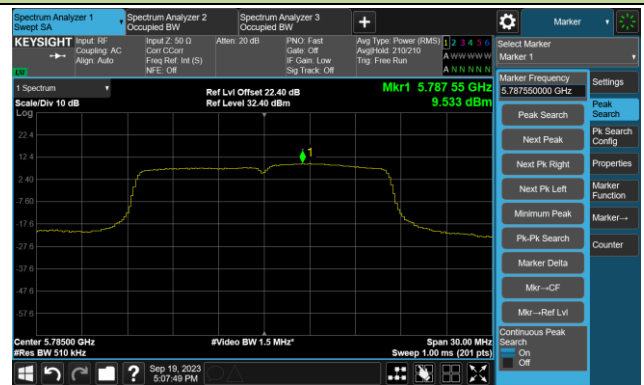 Spectrum Analyzer 1
Swept SA
Spectrum Analyzer 2
Occupied BW
Spectrum Analyzer 3
Occupied BW
+
Marker
KEYSIGHT
Input: RF
Coupling: AC
Align: Auto
Input Z: 50 Ω
Corr CCorr
Freq Ref: Int (S)
NFE: Off
Atten: 20 dB
PNO: Fast
Gate: Off
IF Gain: Low
Sig Track: Off
Avg Type: Power (RMS)
Avg|Hold: 210/210
Trig: Free Run
1 2 3 4 5 6
A W W W W W
A N N N N N
Select Marker
Marker 1
1 Spectrum
Scale/Div 10 dB
Log
Ref Lvl Offset 22.40 dB
Ref Level 32.40 dBm
Mkr1 5.787 55 GHz
9.533 dBm
22.4
12.4
2.40
-7.60
-17.6
-27.6
-37.6
-47.6
-57.6
1
Center 5.78500 GHz
#Res BW 510 kHz
#Video BW 1.5 MHz*
Span 30.00 MHz
Sweep 1.00 ms (201 pts)
Marker Frequency
5.787550000 GHz
Peak Search
Next Peak
Next Pk Right
Next Pk Left
Minimum Peak
Pk-Pk Search
Marker Delta
Mkr→CF
Mkr→Ref Lvl
Continuous Peak
Search
On
Off
Settings
Peak
Search
Pk Search
Config
Properties
Marker
Function
Marker→
Counter
?
Sep 19, 2023
5:07:49 PM